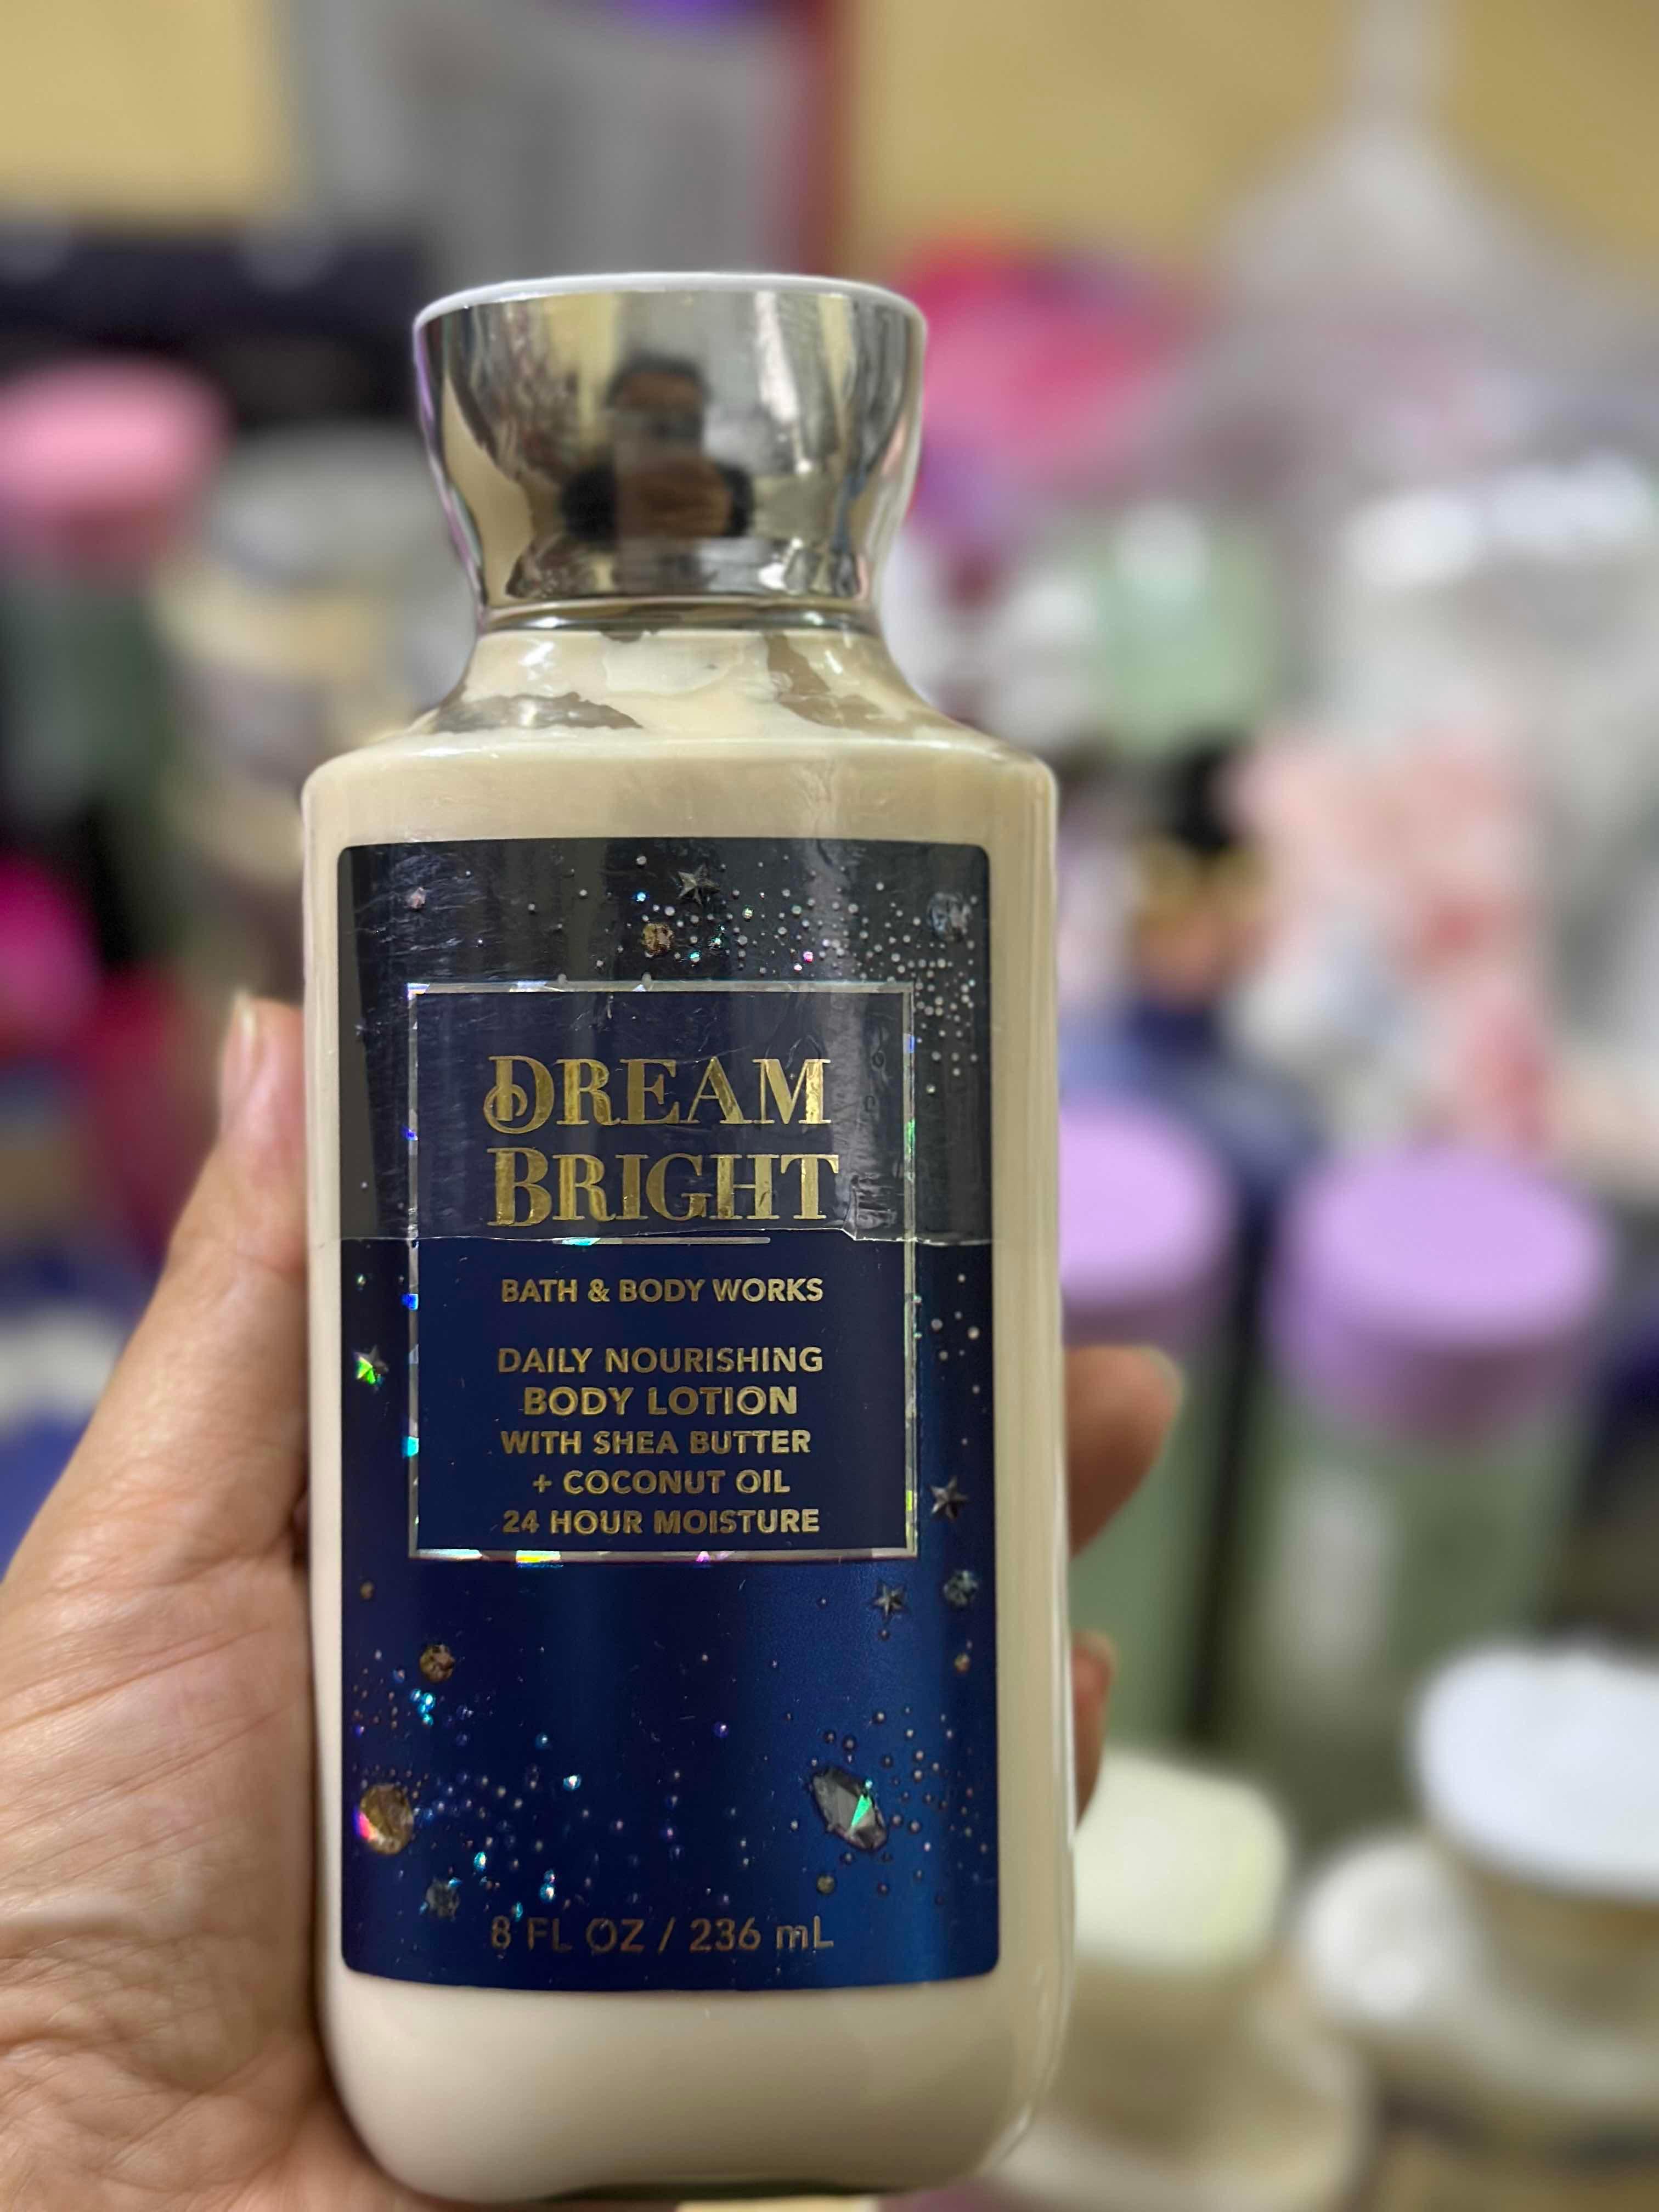 DREAM
BRIGHT
BATH & BODY WORKS
DAILY NOURISHING
BODY LOTION
WITH SHEA BUTTER
+ COCONUT OIL
24 HOUR MOISTURE
8 FL OZ / 236 mL